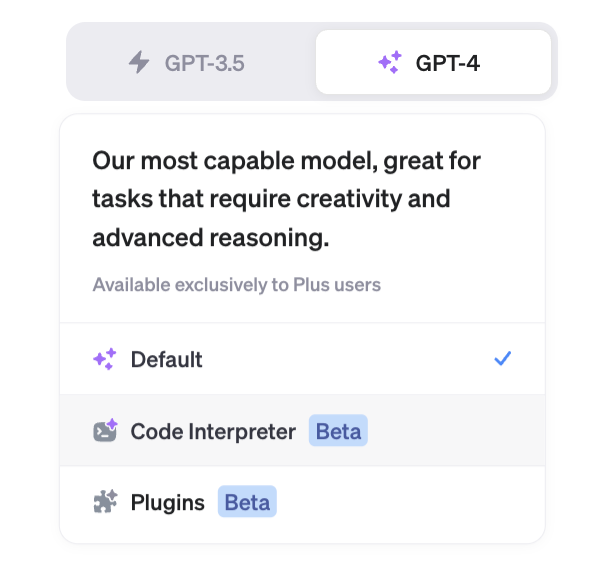 GPT-3.5
GPT-4
Our most capable model, great for
tasks that require creativity and
advanced reasoning.
Available exclusively to Plus users
Default
Code Interpreter Beta
Plugins Beta